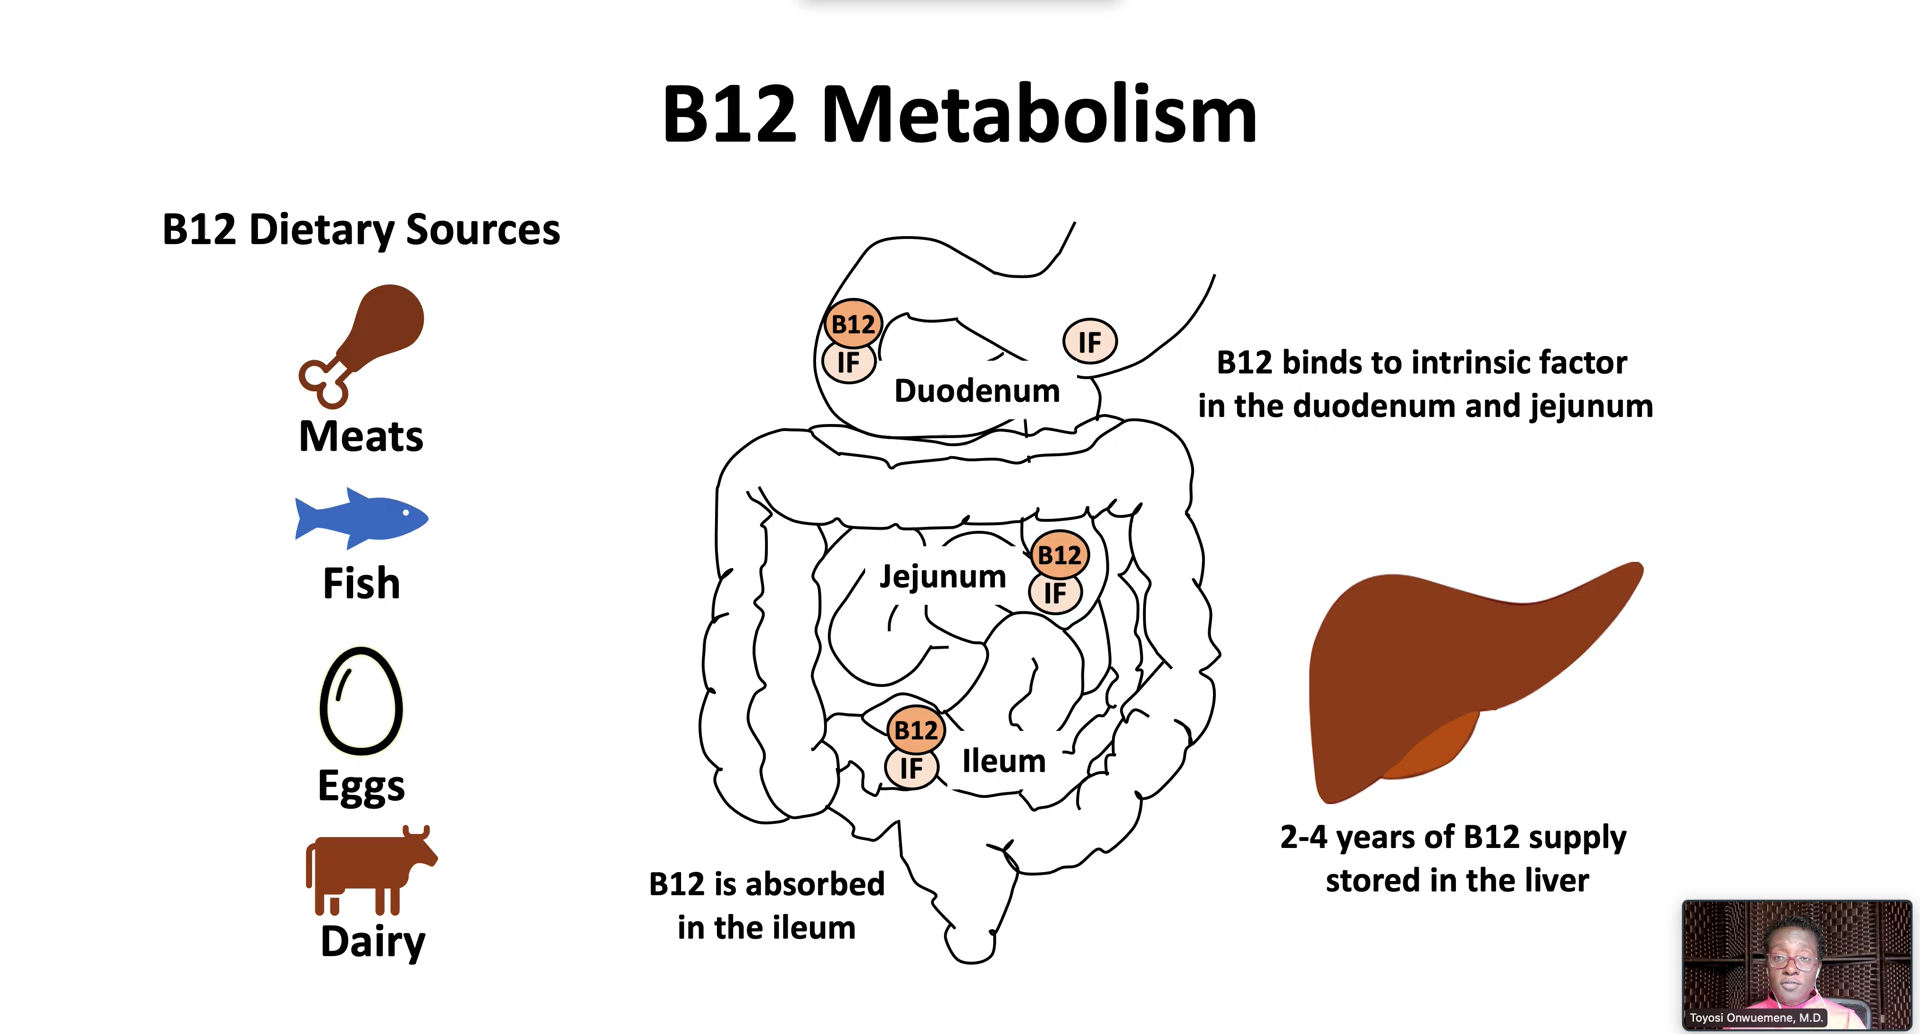 B12 Metabolism
B12 Dietary Sources
Meats
Fish
Eggs
Dairy
B12
IF
IF
Duodenum
B12 binds to intrinsic factor
in the duodenum and jejunum
Jejunum
B12
IF
B12
IF
Ileum
B12 is absorbed
in the ileum
2-4 years of B12 supply
stored in the liver
Toyosi Onwuemene, M.D.